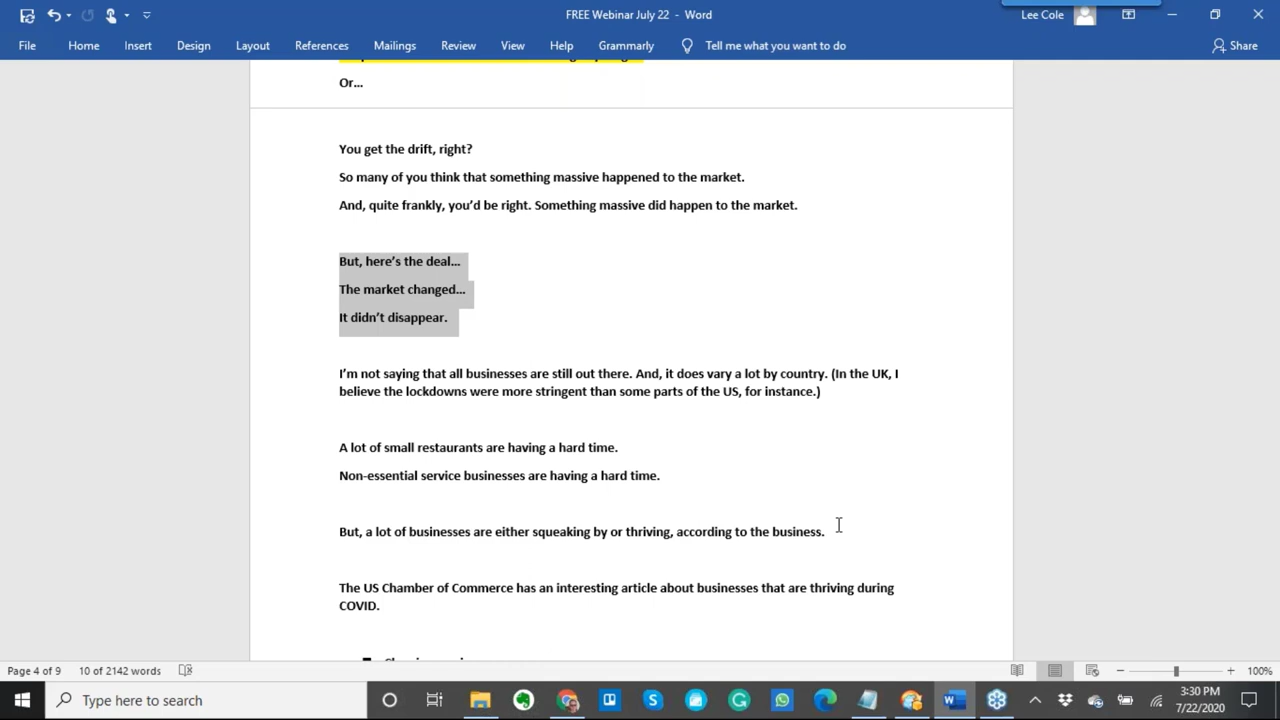 FREE Webinar July 22 - Word
Lee Cole
File Home Insert Design Layout References Mailings Review View Help Grammarly Tell me what you want to do Share
Or...
You get the drift, right?
So many of you think that something massive happened to the market.
And, quite frankly, you'd be right. Something massive did happen to the market.
But, here's the deal...
The market changed...
It didn't disappear.
I'm not saying that all businesses are still out there. And, it does vary a lot by country. (In the UK, I
believe the lockdowns were more stringent than some parts of the US, for instance.)
A lot of small restaurants are having a hard time.
Non-essential service businesses are having a hard time.
But, a lot of businesses are either squeaking by or thriving, according to the business.
The US Chamber of Commerce has an interesting article about businesses that are thriving during
COVID.
Page 4 of 9 10 of 2142 words 100%
Type here to search
3:30 PM
7/22/2020